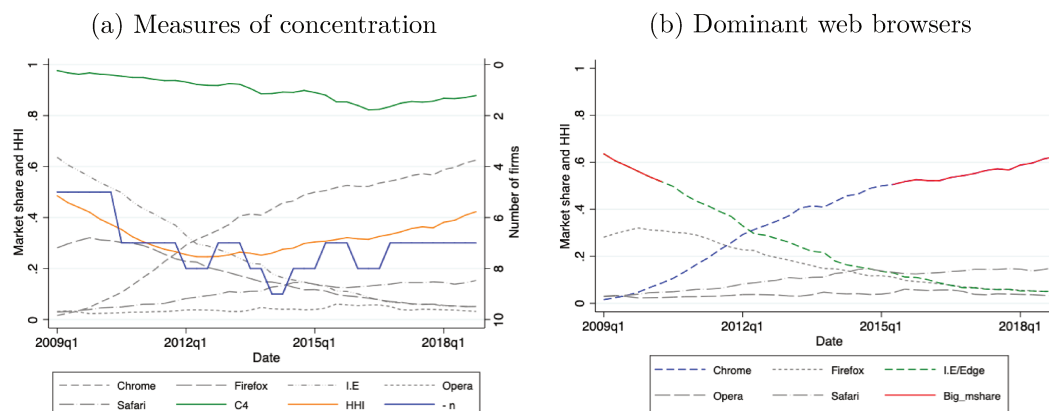 (a) Measures of concentration
(b) Dominant web browsers
Market share and HHI
1
.8
.6
.4
.2
0
0
2
4
6
8
10
Number of firms
2009q1 2012q1 2015q1 2018q1
Date
Chrome Firefox I.E Opera
Safari C4 HHI - n
Market share and HHI
1
.8
.6
.4
.2
0
2009q1 2012q1 2015q1 2018q1
Date
Chrome Firefox I.E/Edge
Opera Safari Big_mshare